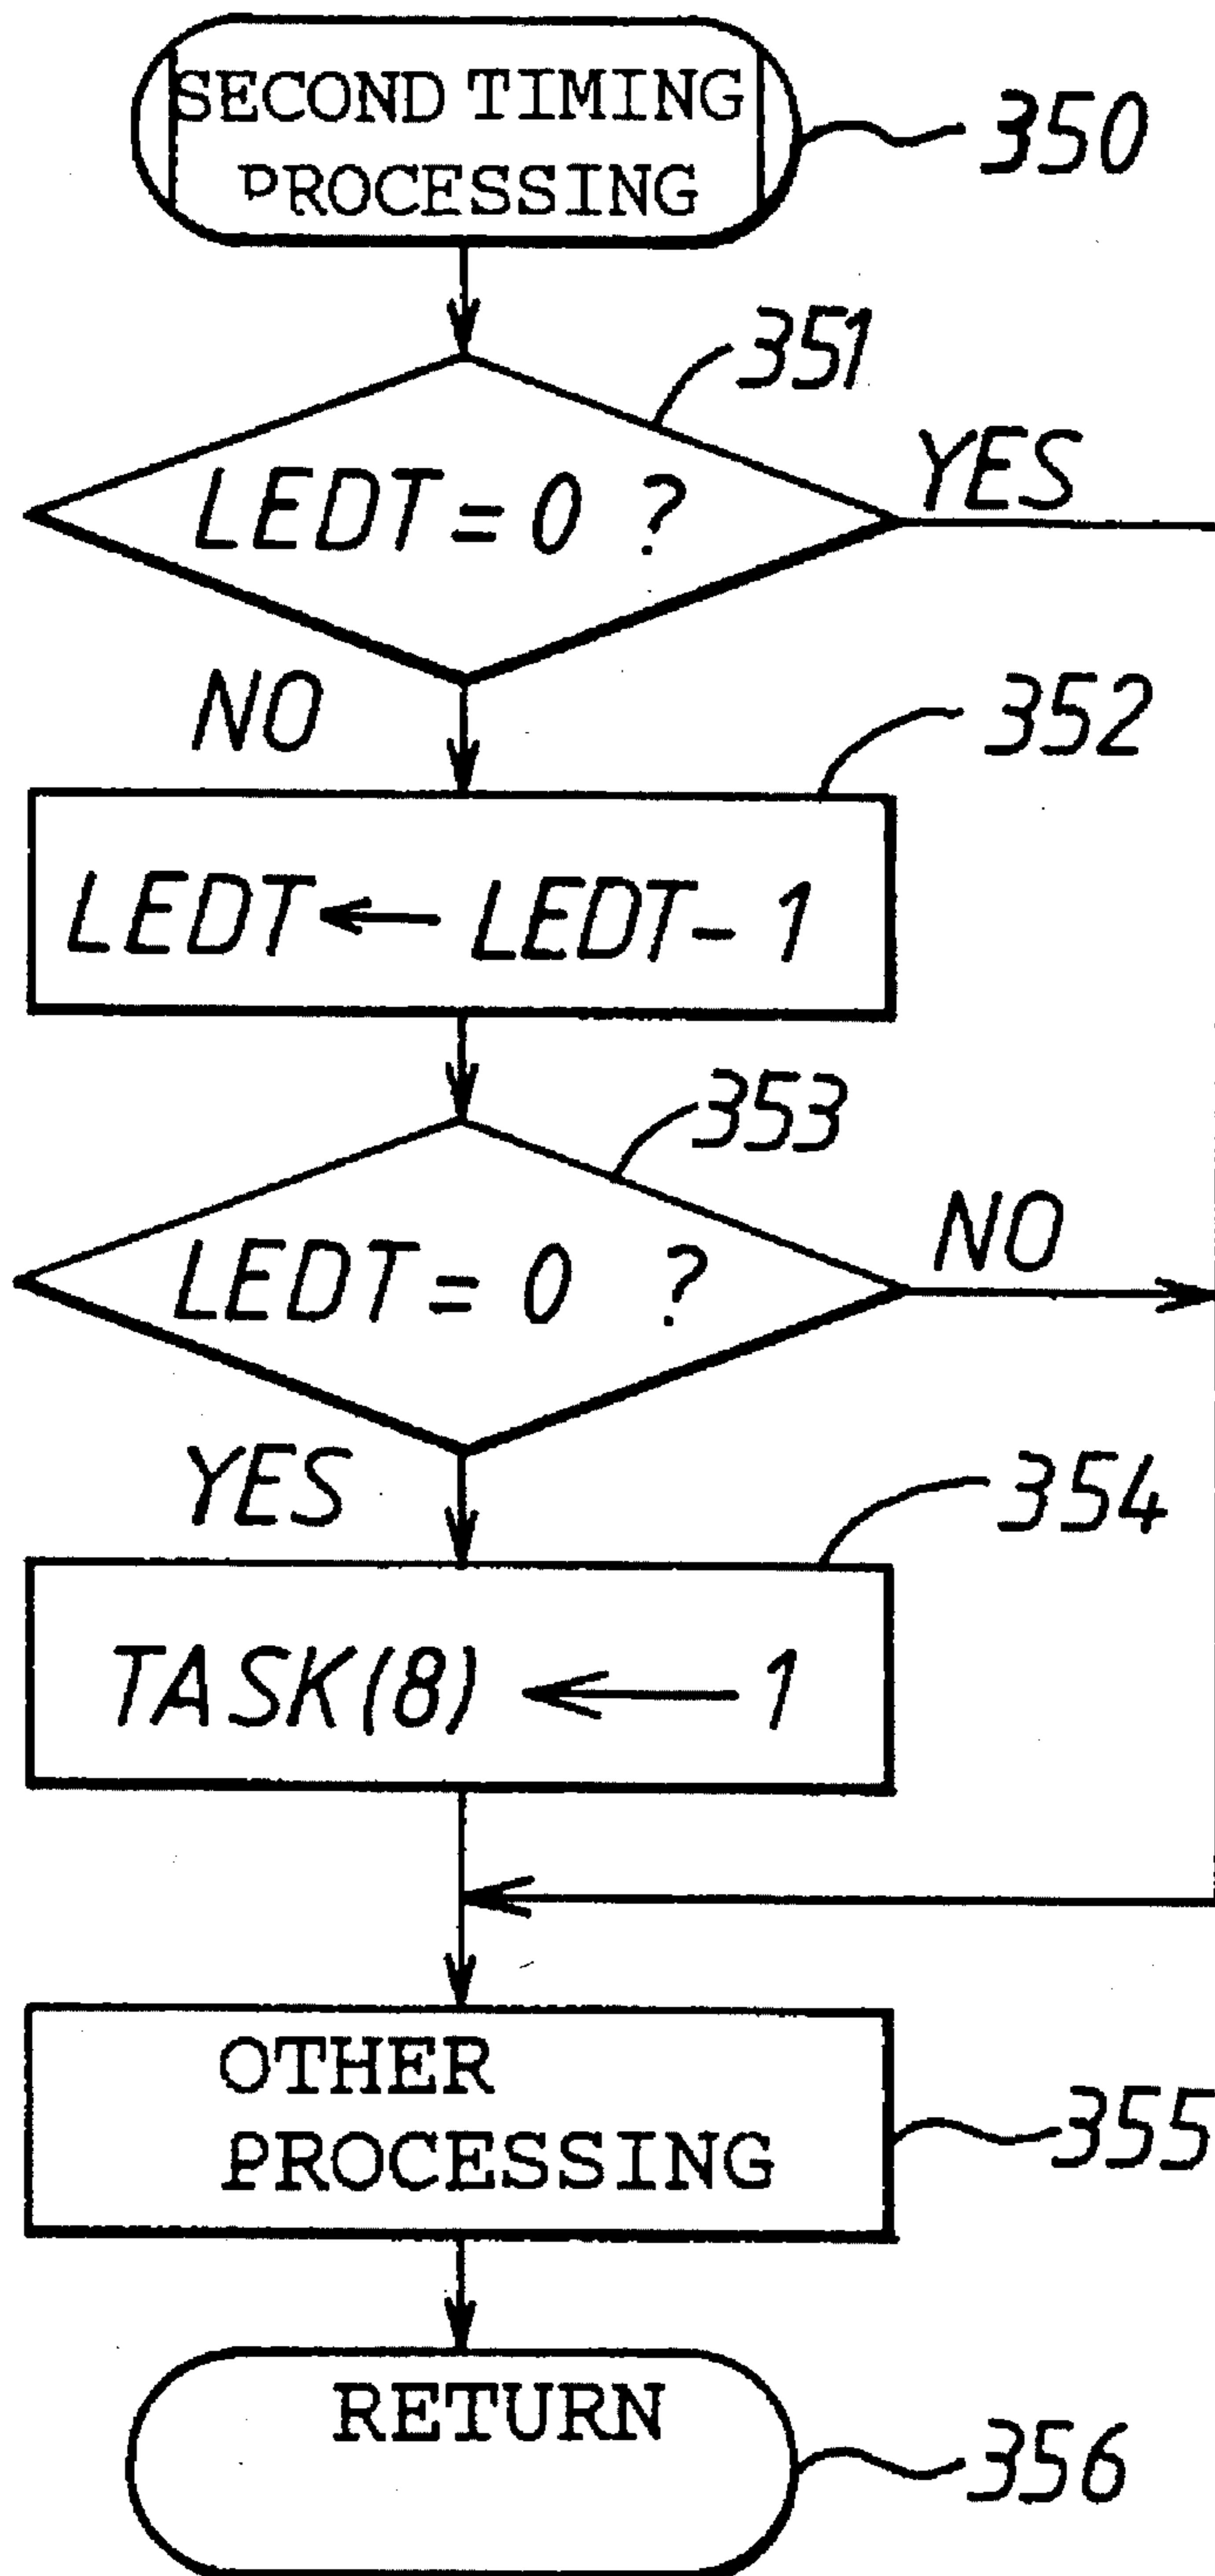 SECOND TIMING
PROCESSING
350
351
LEDT = 0 ?
YES
NO
352
LEDT ← LEDT - 1
353
LEDT = 0 ?
NO
YES
354
TASK(8) ← 1
OTHER
PROCESSING
355
RETURN
356